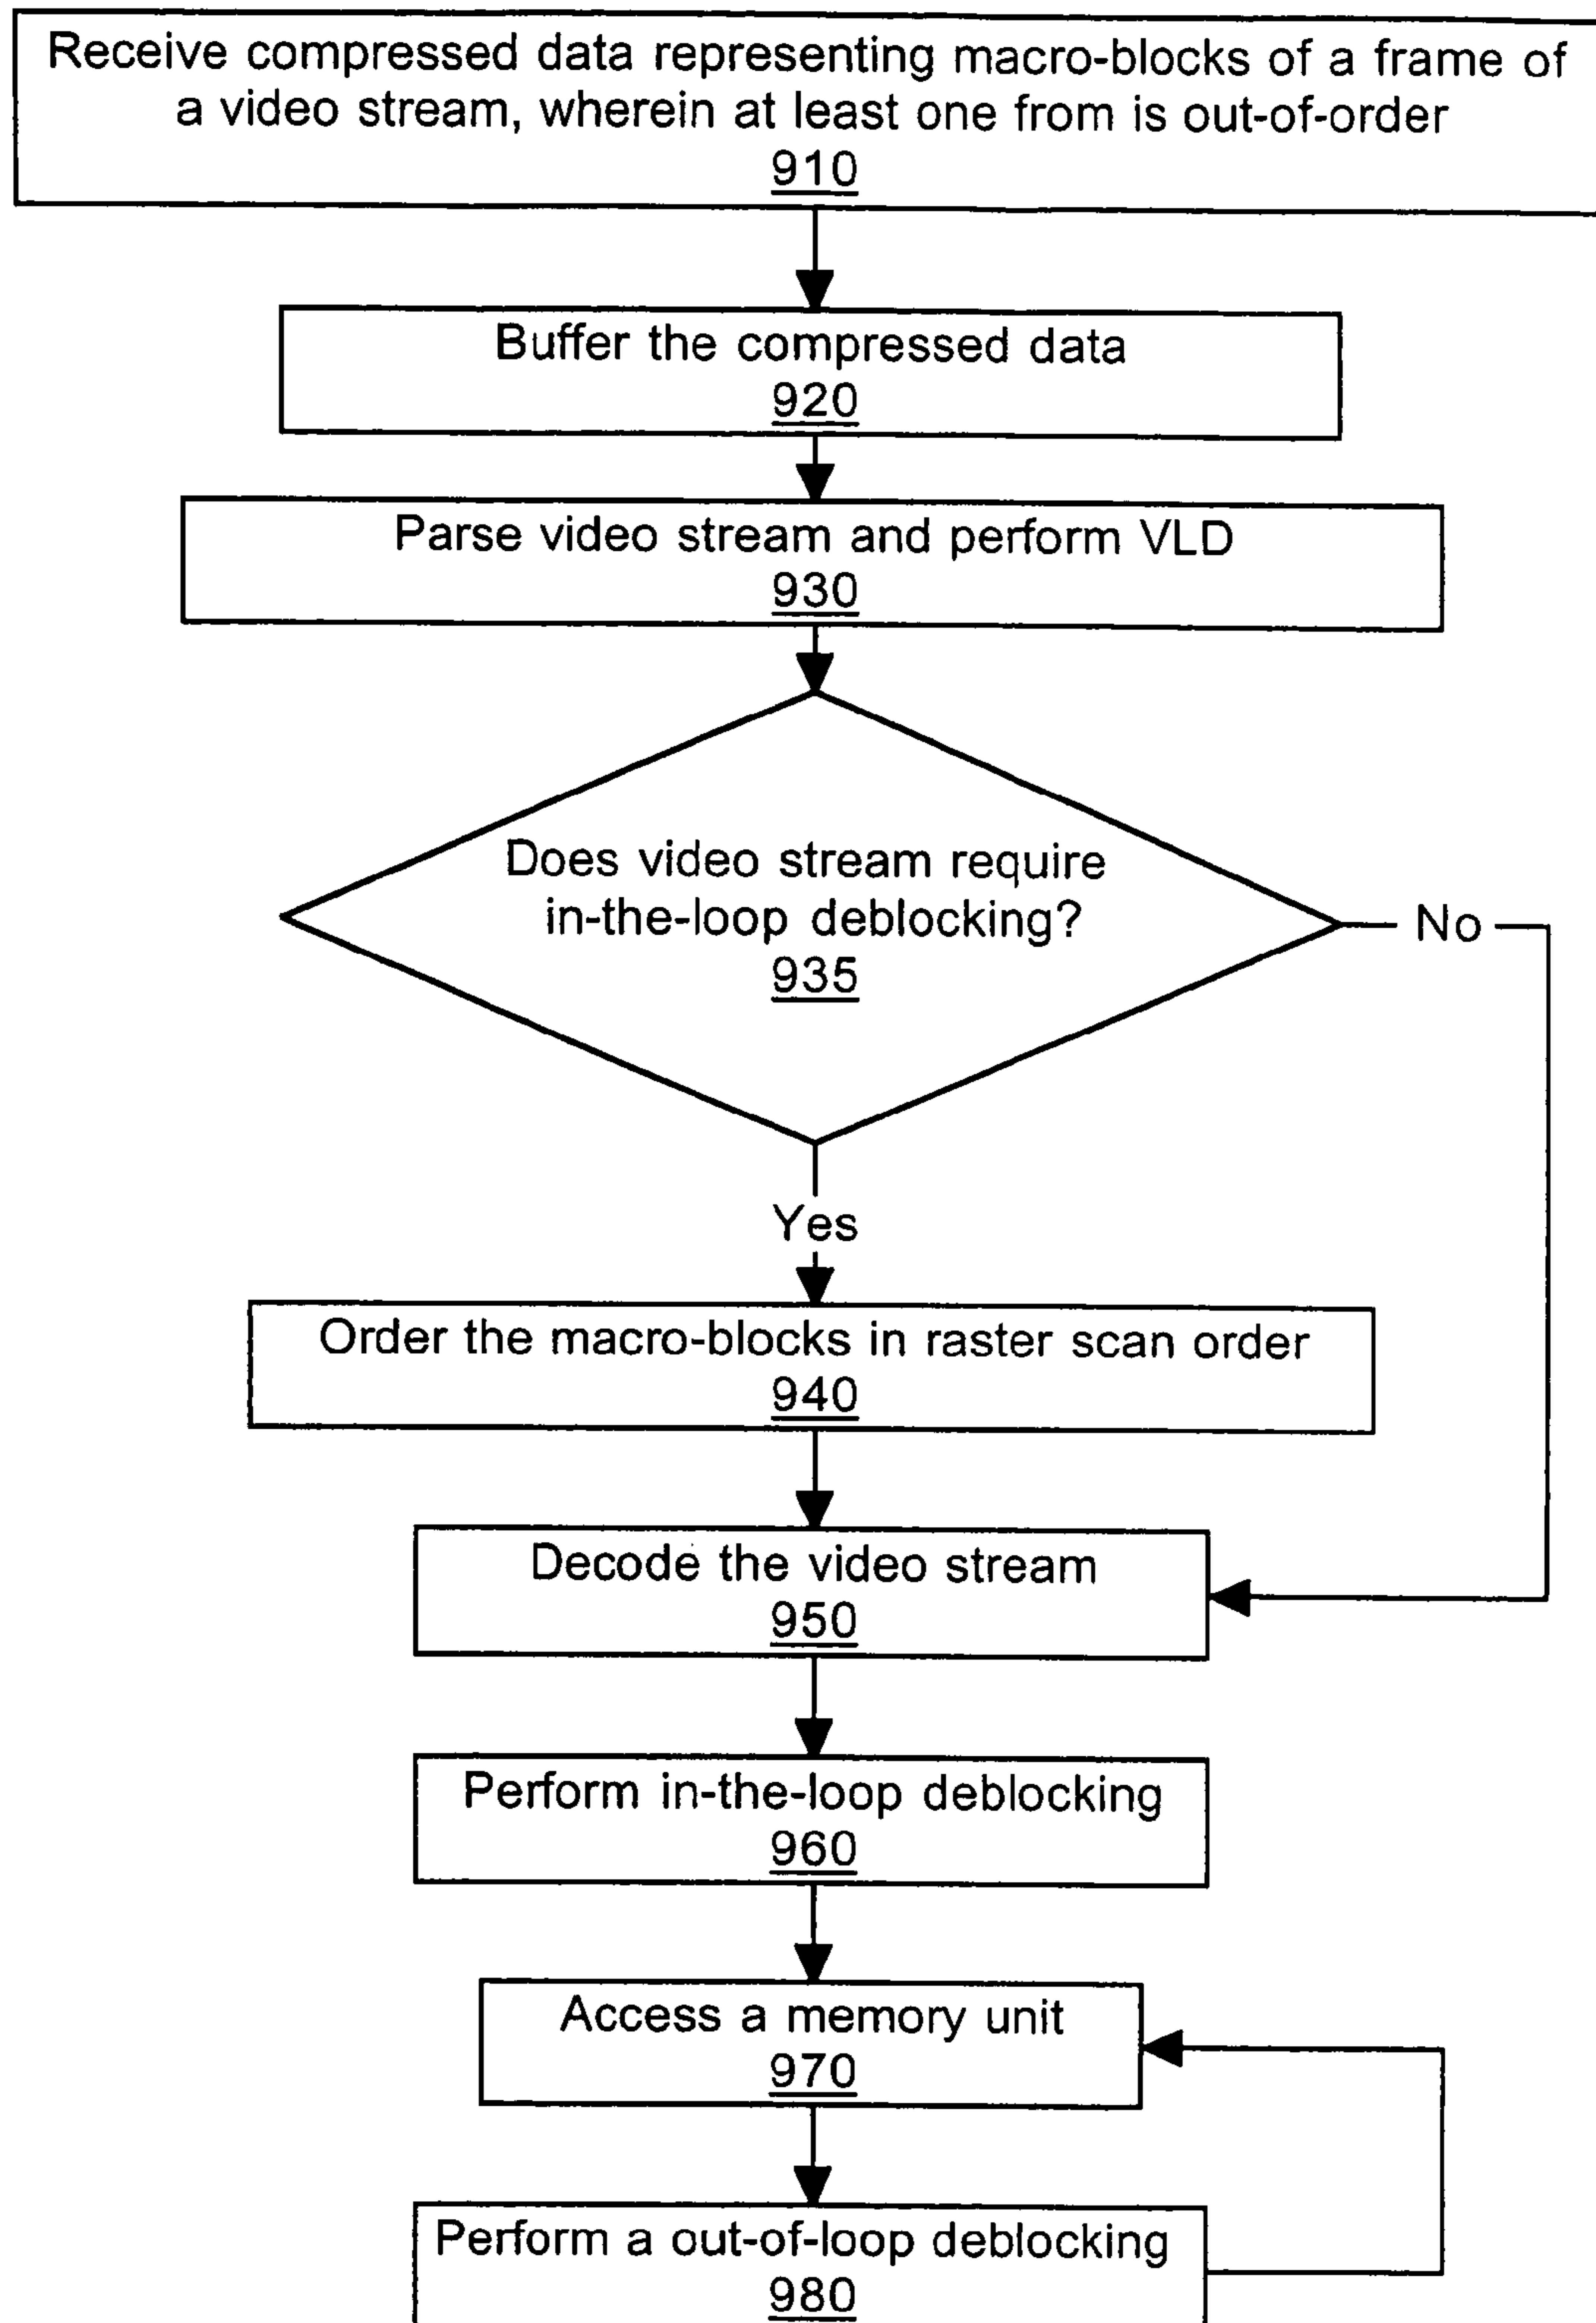 Receive compressed data representing macro-blocks of a frame of
a video stream, wherein at least one from is out-of-order
910
Buffer the compressed data
920
Parse video stream and perform VLD
930
Does video stream require
in-the-loop deblocking?
935
No
Yes
Order the macro-blocks in raster scan order
940
Decode the video stream
950
Perform in-the-loop deblocking
960
Access a memory unit
970
Perform a out-of-loop deblocking
980